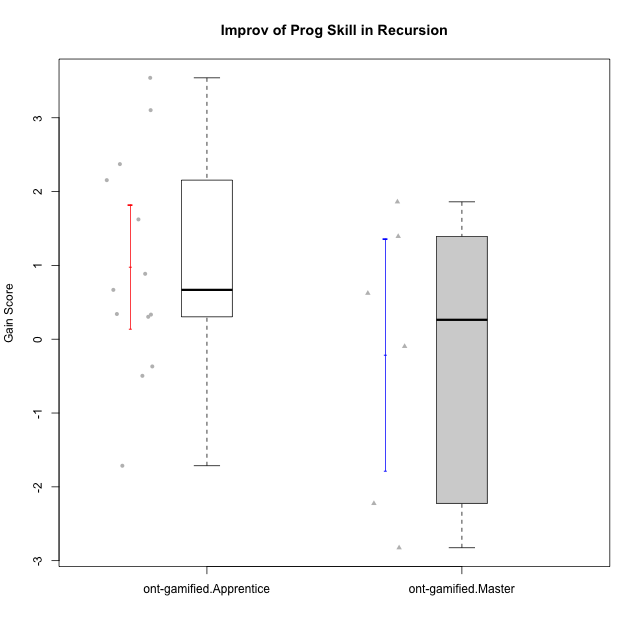 Improv of Prog Skill in Recursion
Gain Score
3
2
1
0
-1
-2
-3
ont-gamified.Apprentice
ont-gamified.Master